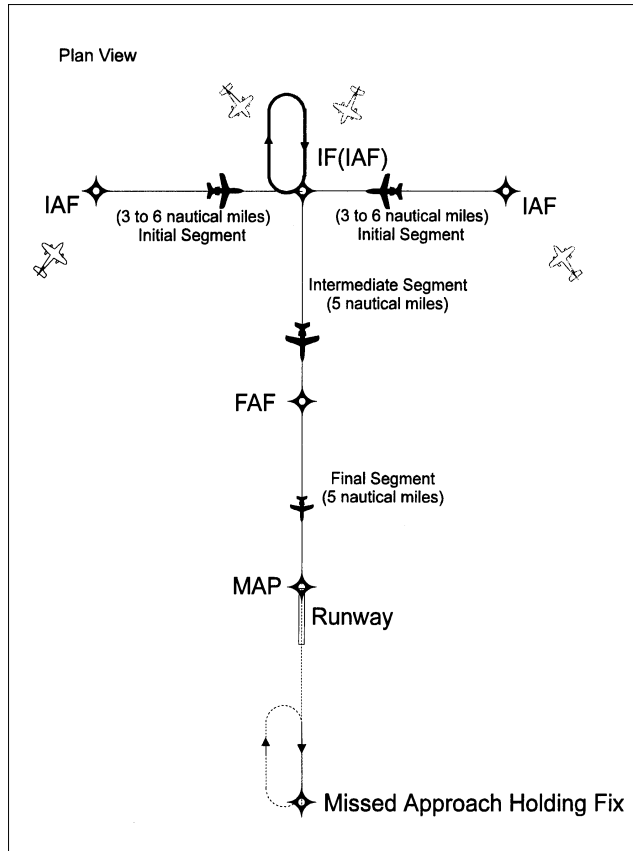 Plan View
IF(IAF)
IAF
IAF
(3 to 6 nautical miles)
Initial Segment
(3 to 6 nautical miles)
Initial Segment
Intermediate Segment
(5 nautical miles)
FAF
Final Segment
(5 nautical miles)
MAP
Runway
Missed Approach Holding Fix